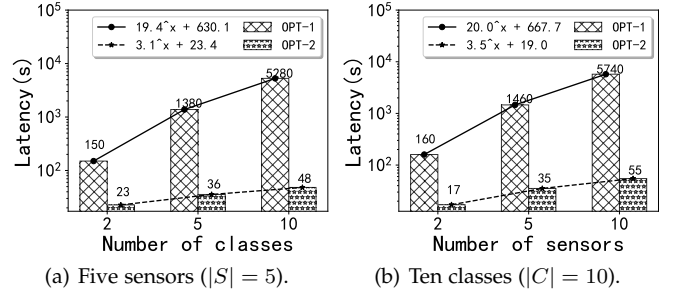 10^5
10^4
10^3
10^2
Latency(s)
19.4^x + 630.1
3.1^x + 23.4
OPT-1
OPT-2
150
1380
5280
23
36
48
2
5
10
Number of classes
(a) Five sensors (|S| = 5).
10^5
10^4
10^3
10^2
Latency(s)
20.0^x + 667.7
3.5^x + 19.0
OPT-1
OPT-2
160
1460
5740
17
35
55
2
5
10
Number of sensors
(b) Ten classes (|C| = 10).